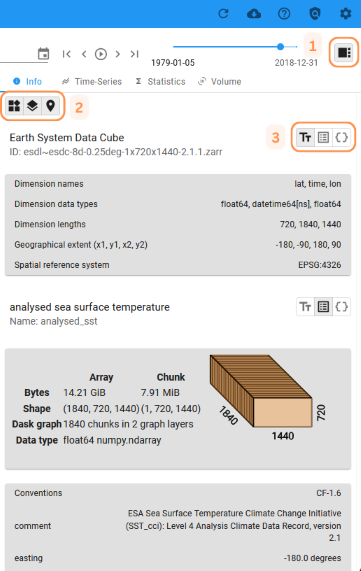 1
1979-01-05
2018-12-31
Info
Time-Series
Σ Statistics
Volume
2
3
Earth System Data Cube
ID: esdl~esdc-8d-0.25deg-1x720x1440-2.1.1.zarr
Tт
Dimension names lat, time, lon
Dimension data types float64, datetime64[ns], float64
Dimension lengths 720, 1840, 1440
Geographical extent (x1, y1, x2, y2) -180, -90, 180, 90
Spatial reference system EPSG:4326
analysed sea surface temperature
Name: analysed_sst
Tт
Array Chunk
Bytes 14.21 GiB 7.91 MiB
Shape (1840, 720, 1440) (1, 720, 1440)
Dask graph 1840 chunks in 2 graph layers
Data type float64 numpy.ndarray
1840
720
1440
Conventions CF-1.6
comment ESA Sea Surface Temperature Climate Change Initiative
(SST_cci): Level 4 Analysis Climate Data Record, version
2.1
easting -180.0 degrees